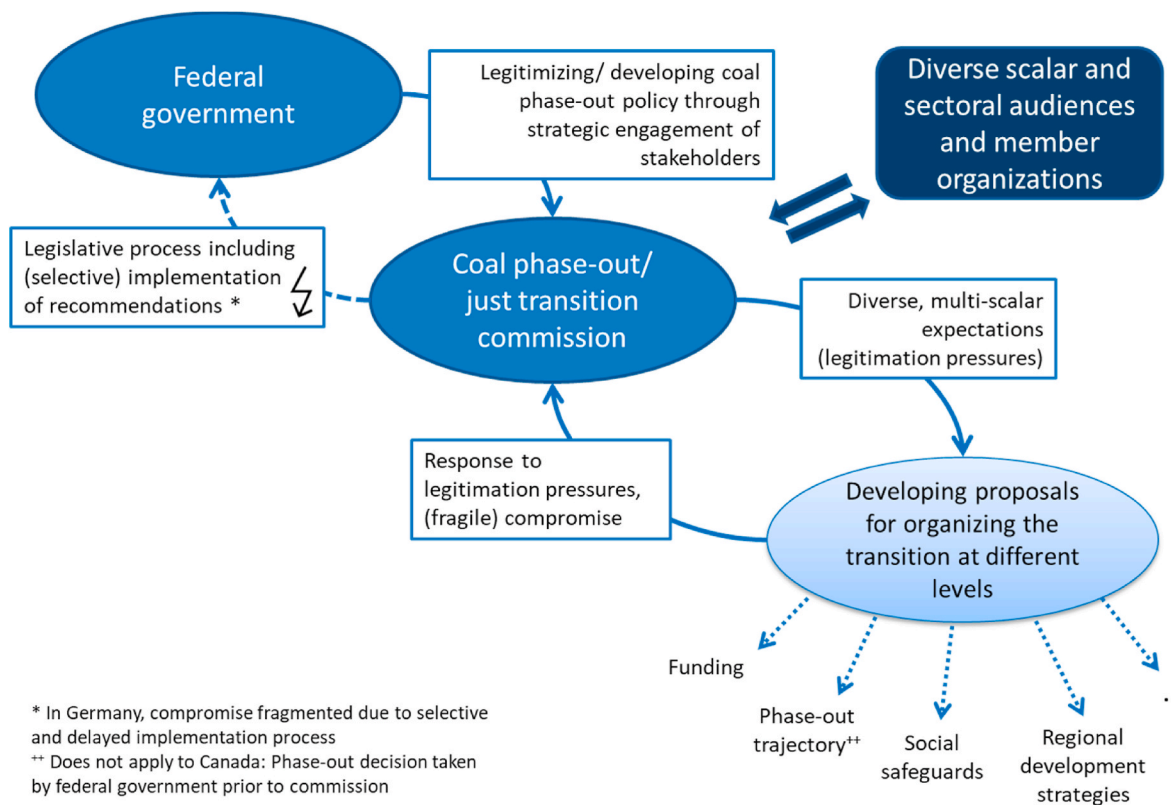 Federal
government
Legitimizing/ developing coal
phase-out policy through
strategic engagement of
stakeholders
Diverse scalar and
sectoral audiences
and member
organizations
Legislative process including
(selective) implementation
of recommendations *
Coal phase-out/
just transition
commission
Diverse, multi-scalar
expectations
(legitimation pressures)
Response to
legitimation pressures,
(fragile) compromise
Developing proposals
for organizing the
transition at different
levels
Funding
Phase-out
trajectory⁺⁺
Social
safeguards
Regional
development
strategies
.
* In Germany, compromise fragmented due to selective
and delayed implementation process
⁺⁺ Does not apply to Canada: Phase-out decision taken
by federal government prior to commission